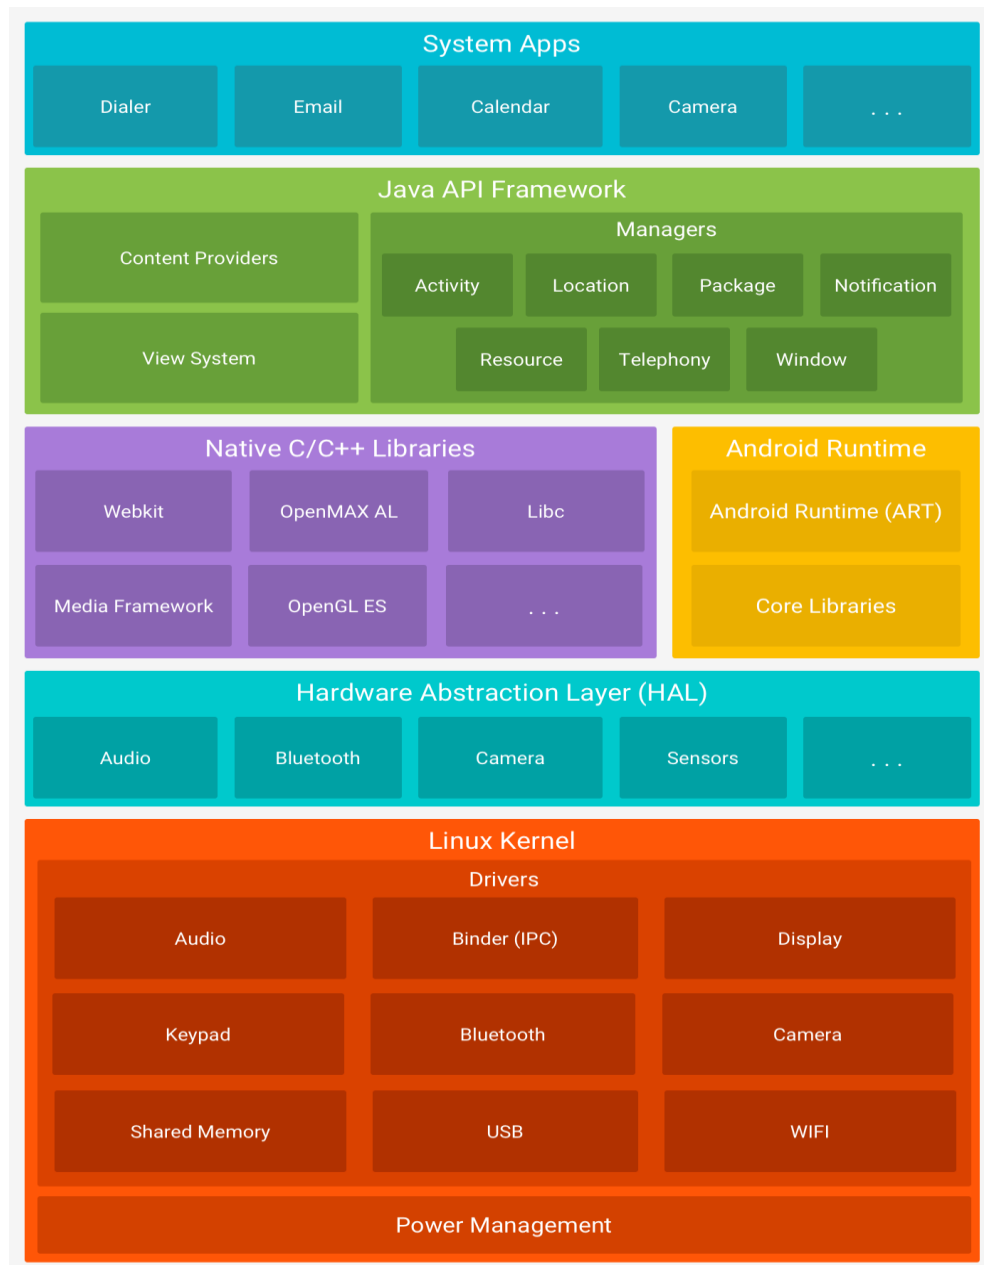 System Apps
Dialer
Email
Calendar
Camera
. . .
Java API Framework
Content Providers
View System
Managers
Activity
Location
Package
Notification
Resource
Telephony
Window
Native C/C++ Libraries
Webkit
OpenMAX AL
Libc
Media Framework
OpenGL ES
. . .
Android Runtime
Android Runtime (ART)
Core Libraries
Hardware Abstraction Layer (HAL)
Audio
Bluetooth
Camera
Sensors
. . .
Linux Kernel
Drivers
Audio
Binder (IPC)
Display
Keypad
Bluetooth
Camera
Shared Memory
USB
WIFI
Power Management